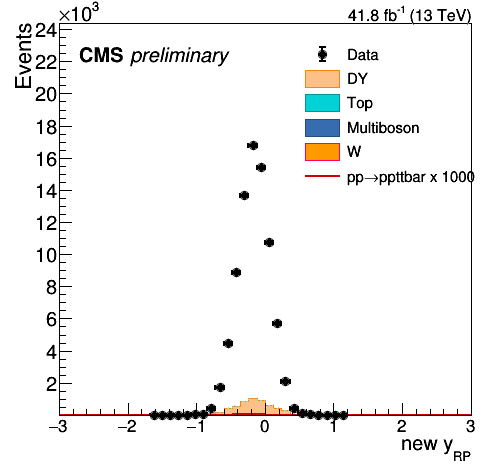 ×10³
41.8 fb⁻¹ (13 TeV)
Events
CMS preliminary
Data
DY
Top
Multiboson
W
pp→ppttbar x 1000
22
20
18
16
14
12
10
8
6
4
2
−3 −2 −1 0 1 2 3
new y_RP